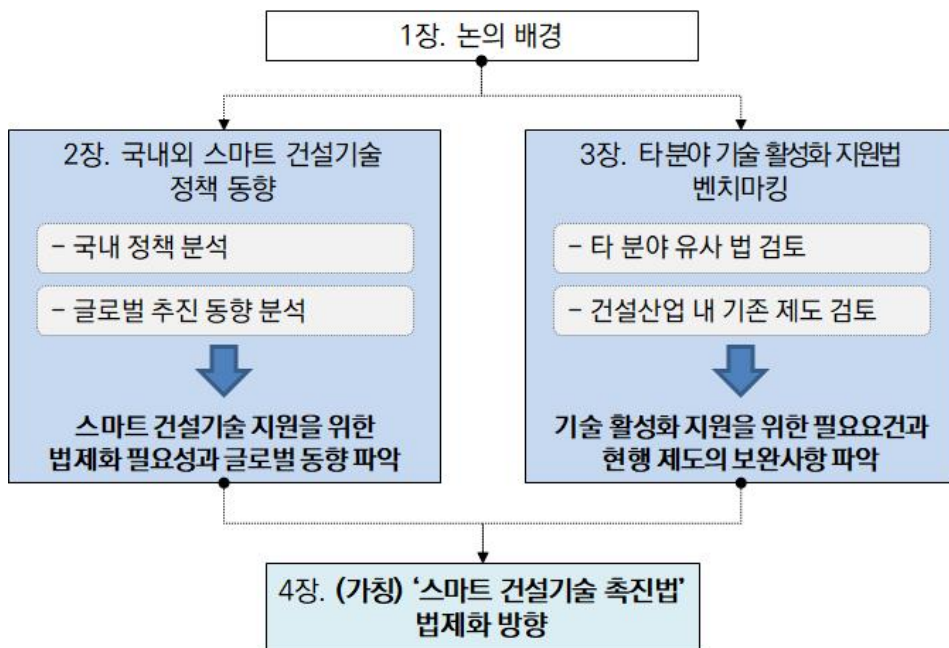 1장. 논의 배경
2장. 국내외 스마트 건설기술
정책 동향
- 국내 정책 분석
- 글로벌 추진 동향 분석
스마트 건설기술 지원을 위한
법제화 필요성과 글로벌 동향 파악
3장. 타 분야 기술 활성화 지원법
벤치마킹
- 타 분야 유사 법 검토
- 건설산업 내 기존 제도 검토
기술 활성화 지원을 위한 필요요건과
현행 제도의 보완사항 파악
4장. (가칭) ‘스마트 건설기술 촉진법’
법제화 방향